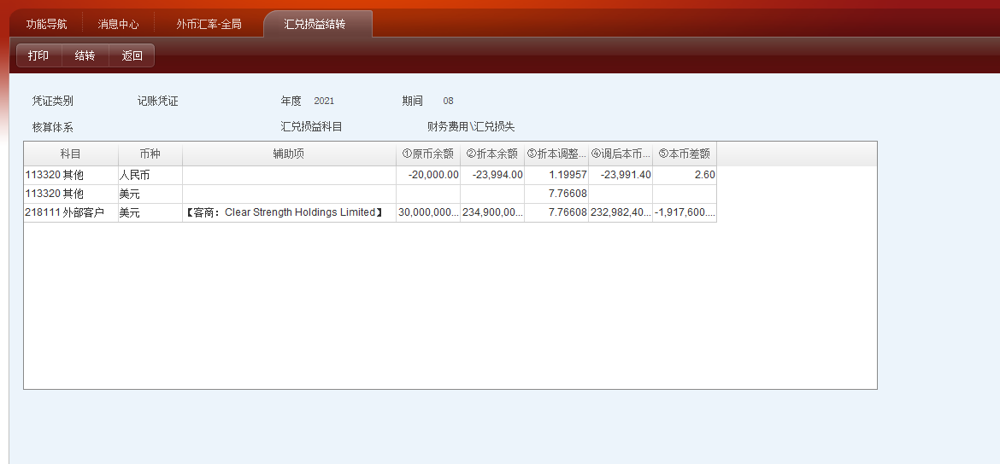 功能导航 消息中心 外币汇率-全局 汇兑损益结转
打印 结转 返回
凭证类别 记账凭证 年度 2021 期间 08
核算体系 汇兑损益科目 财务费用\汇兑损失
科目 币种 辅助项 ①原币余额 ②折本余额 ③折本调整... ④调后本币... ⑤本币差额
113320 其他 人民币 -20,000.00 -23,994.00 1.19957 -23,991.40 2.60
113320 其他 美元 7.76608
218111 外部客户 美元 【客商：Clear Strength Holdings Limited】 30,000,000... 234,900,00... 7.76608 232,982,40... -1,917,600....